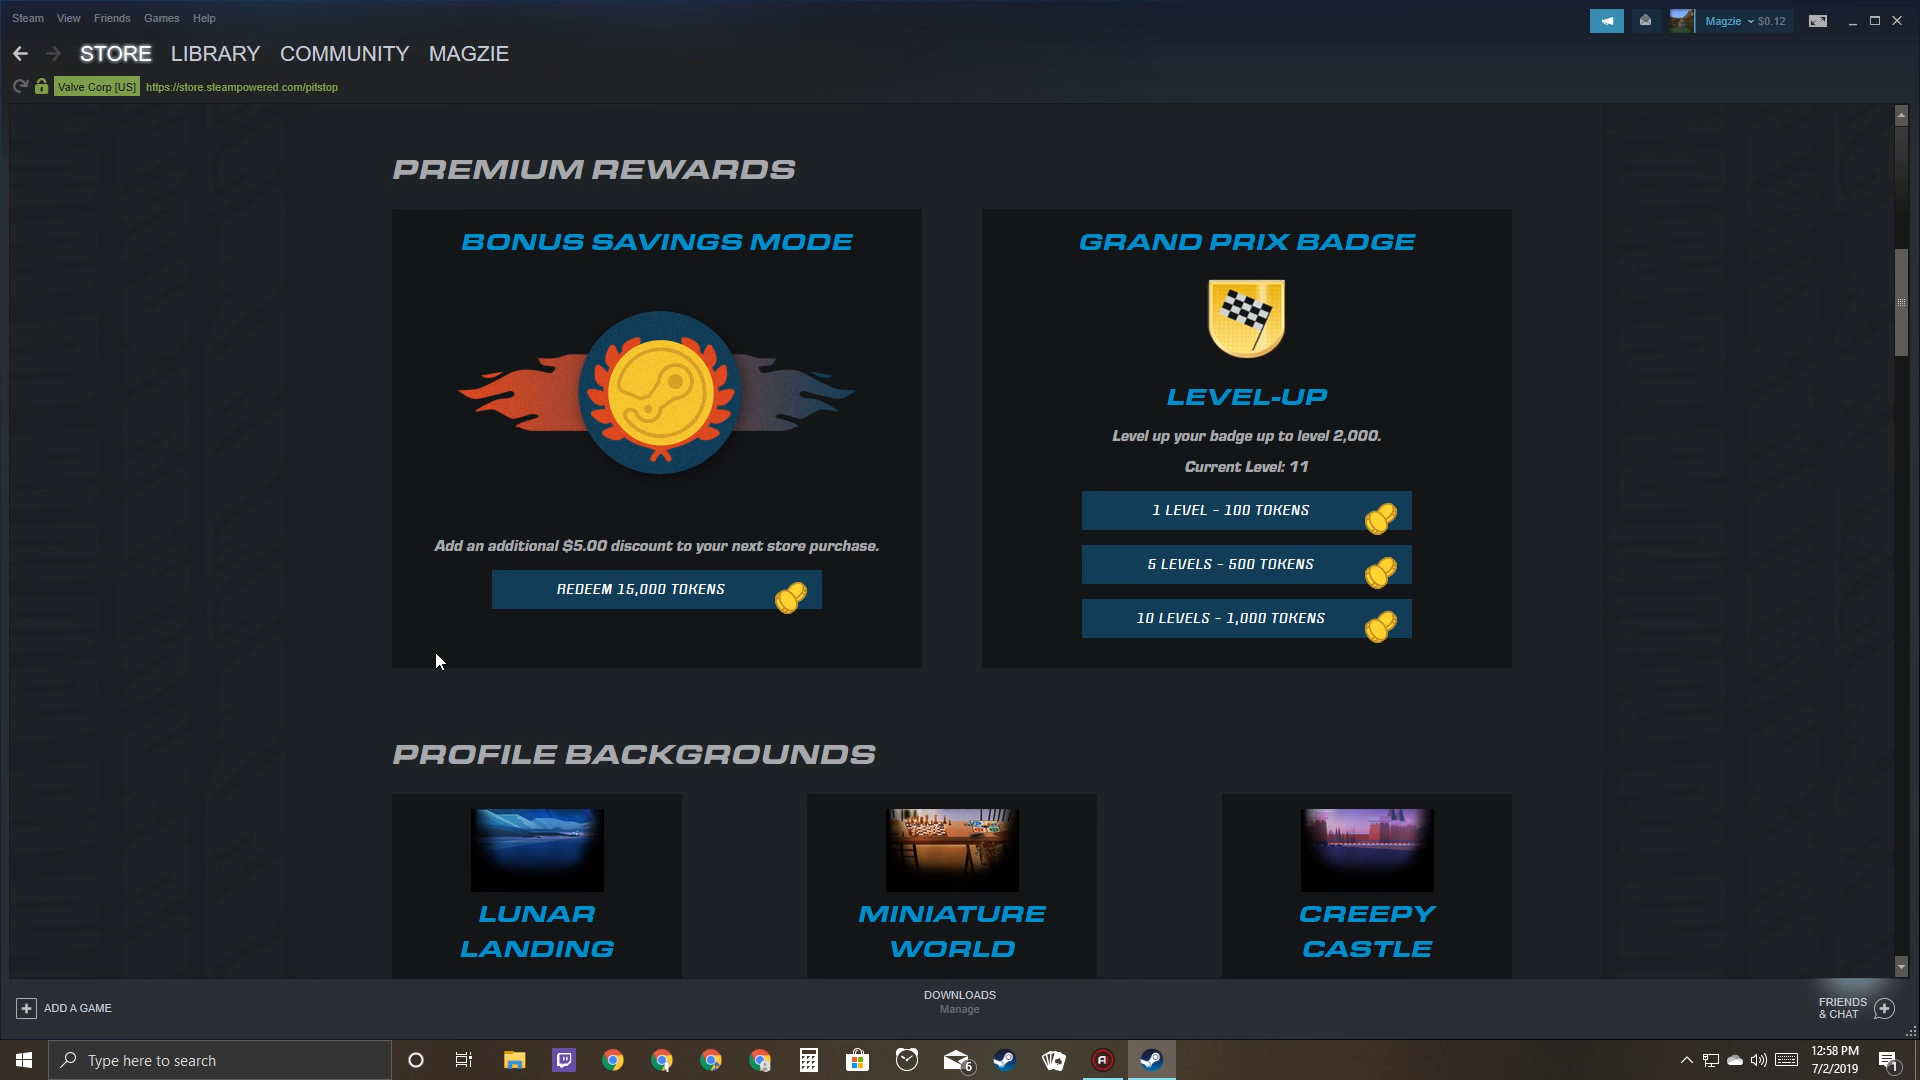 Steam View Friends Games Help
Magzie $0.12
STORE LIBRARY COMMUNITY MAGZIE
Valve Corp [US] https://store.steampowered.com/pitstop
PREMIUM REWARDS
BONUS SAVINGS MODE
Add an additional $5.00 discount to your next store purchase.
REDEEM 15,000 TOKENS
GRAND PRIX BADGE
LEVEL-UP
Level up your badge up to level 2,000.
Current Level: 11
1 LEVEL - 100 TOKENS
5 LEVELS - 500 TOKENS
10 LEVELS - 1,000 TOKENS
PROFILE BACKGROUNDS
LUNAR
LANDING
MINIATURE
WORLD
CREEPY
CASTLE
ADD A GAME
DOWNLOADS
Manage
FRIENDS
& CHAT
Type here to search
6
12:58 PM
7/2/2019
1